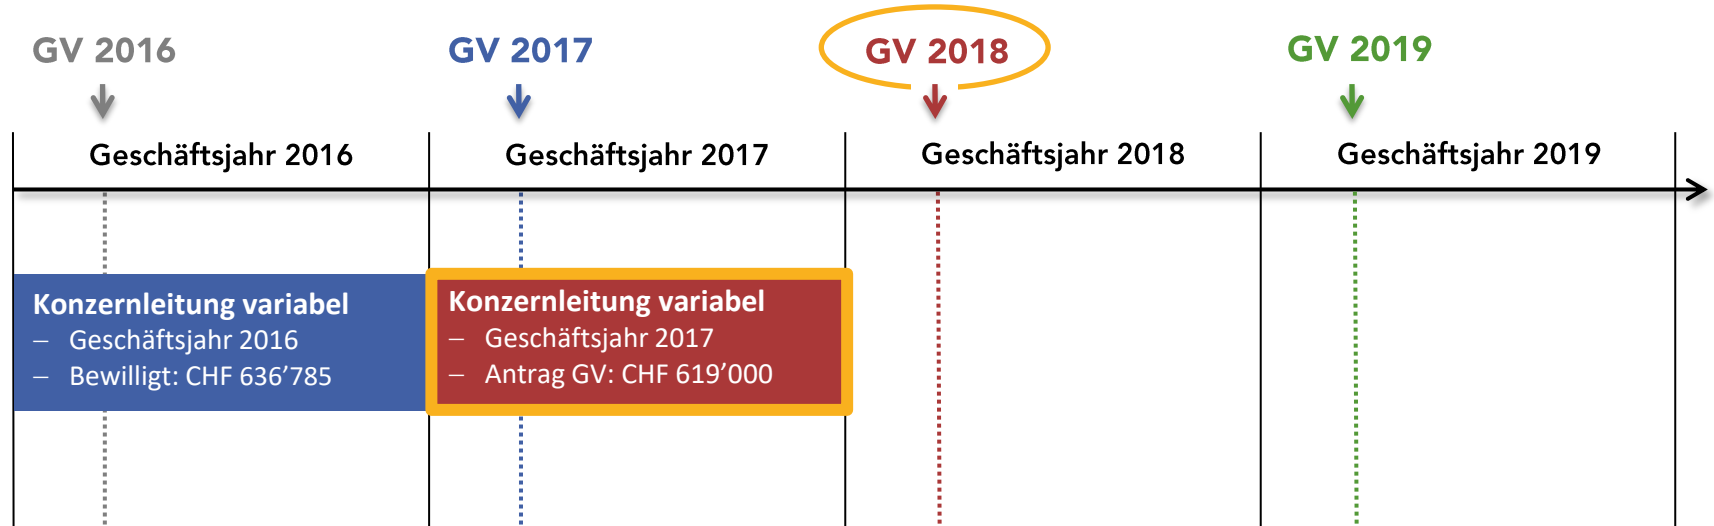 GV 2016
GV 2017
GV 2018
GV 2019
Geschäftsjahr 2016
Geschäftsjahr 2017
Geschäftsjahr 2018
Geschäftsjahr 2019
Konzernleitung variabel
– Geschäftsjahr 2016
– Bewilligt: CHF 636’785
Konzernleitung variabel
– Geschäftsjahr 2017
– Antrag GV: CHF 619’000